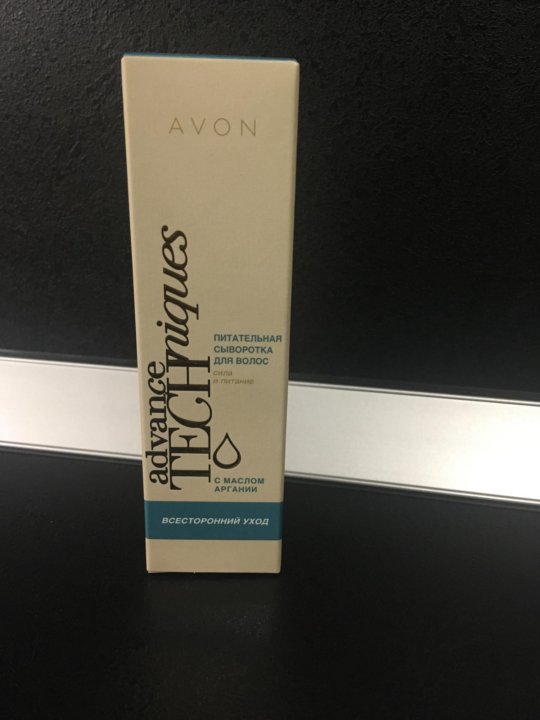 AVON
advance
TECHniques
ПИТАТЕЛЬНАЯ
СЫВОРОТКА
ДЛЯ ВОЛОС
сила
и питание
С МАСЛОМ
АРГАНИИ
ВСЕСТОРОННИЙ УХОД